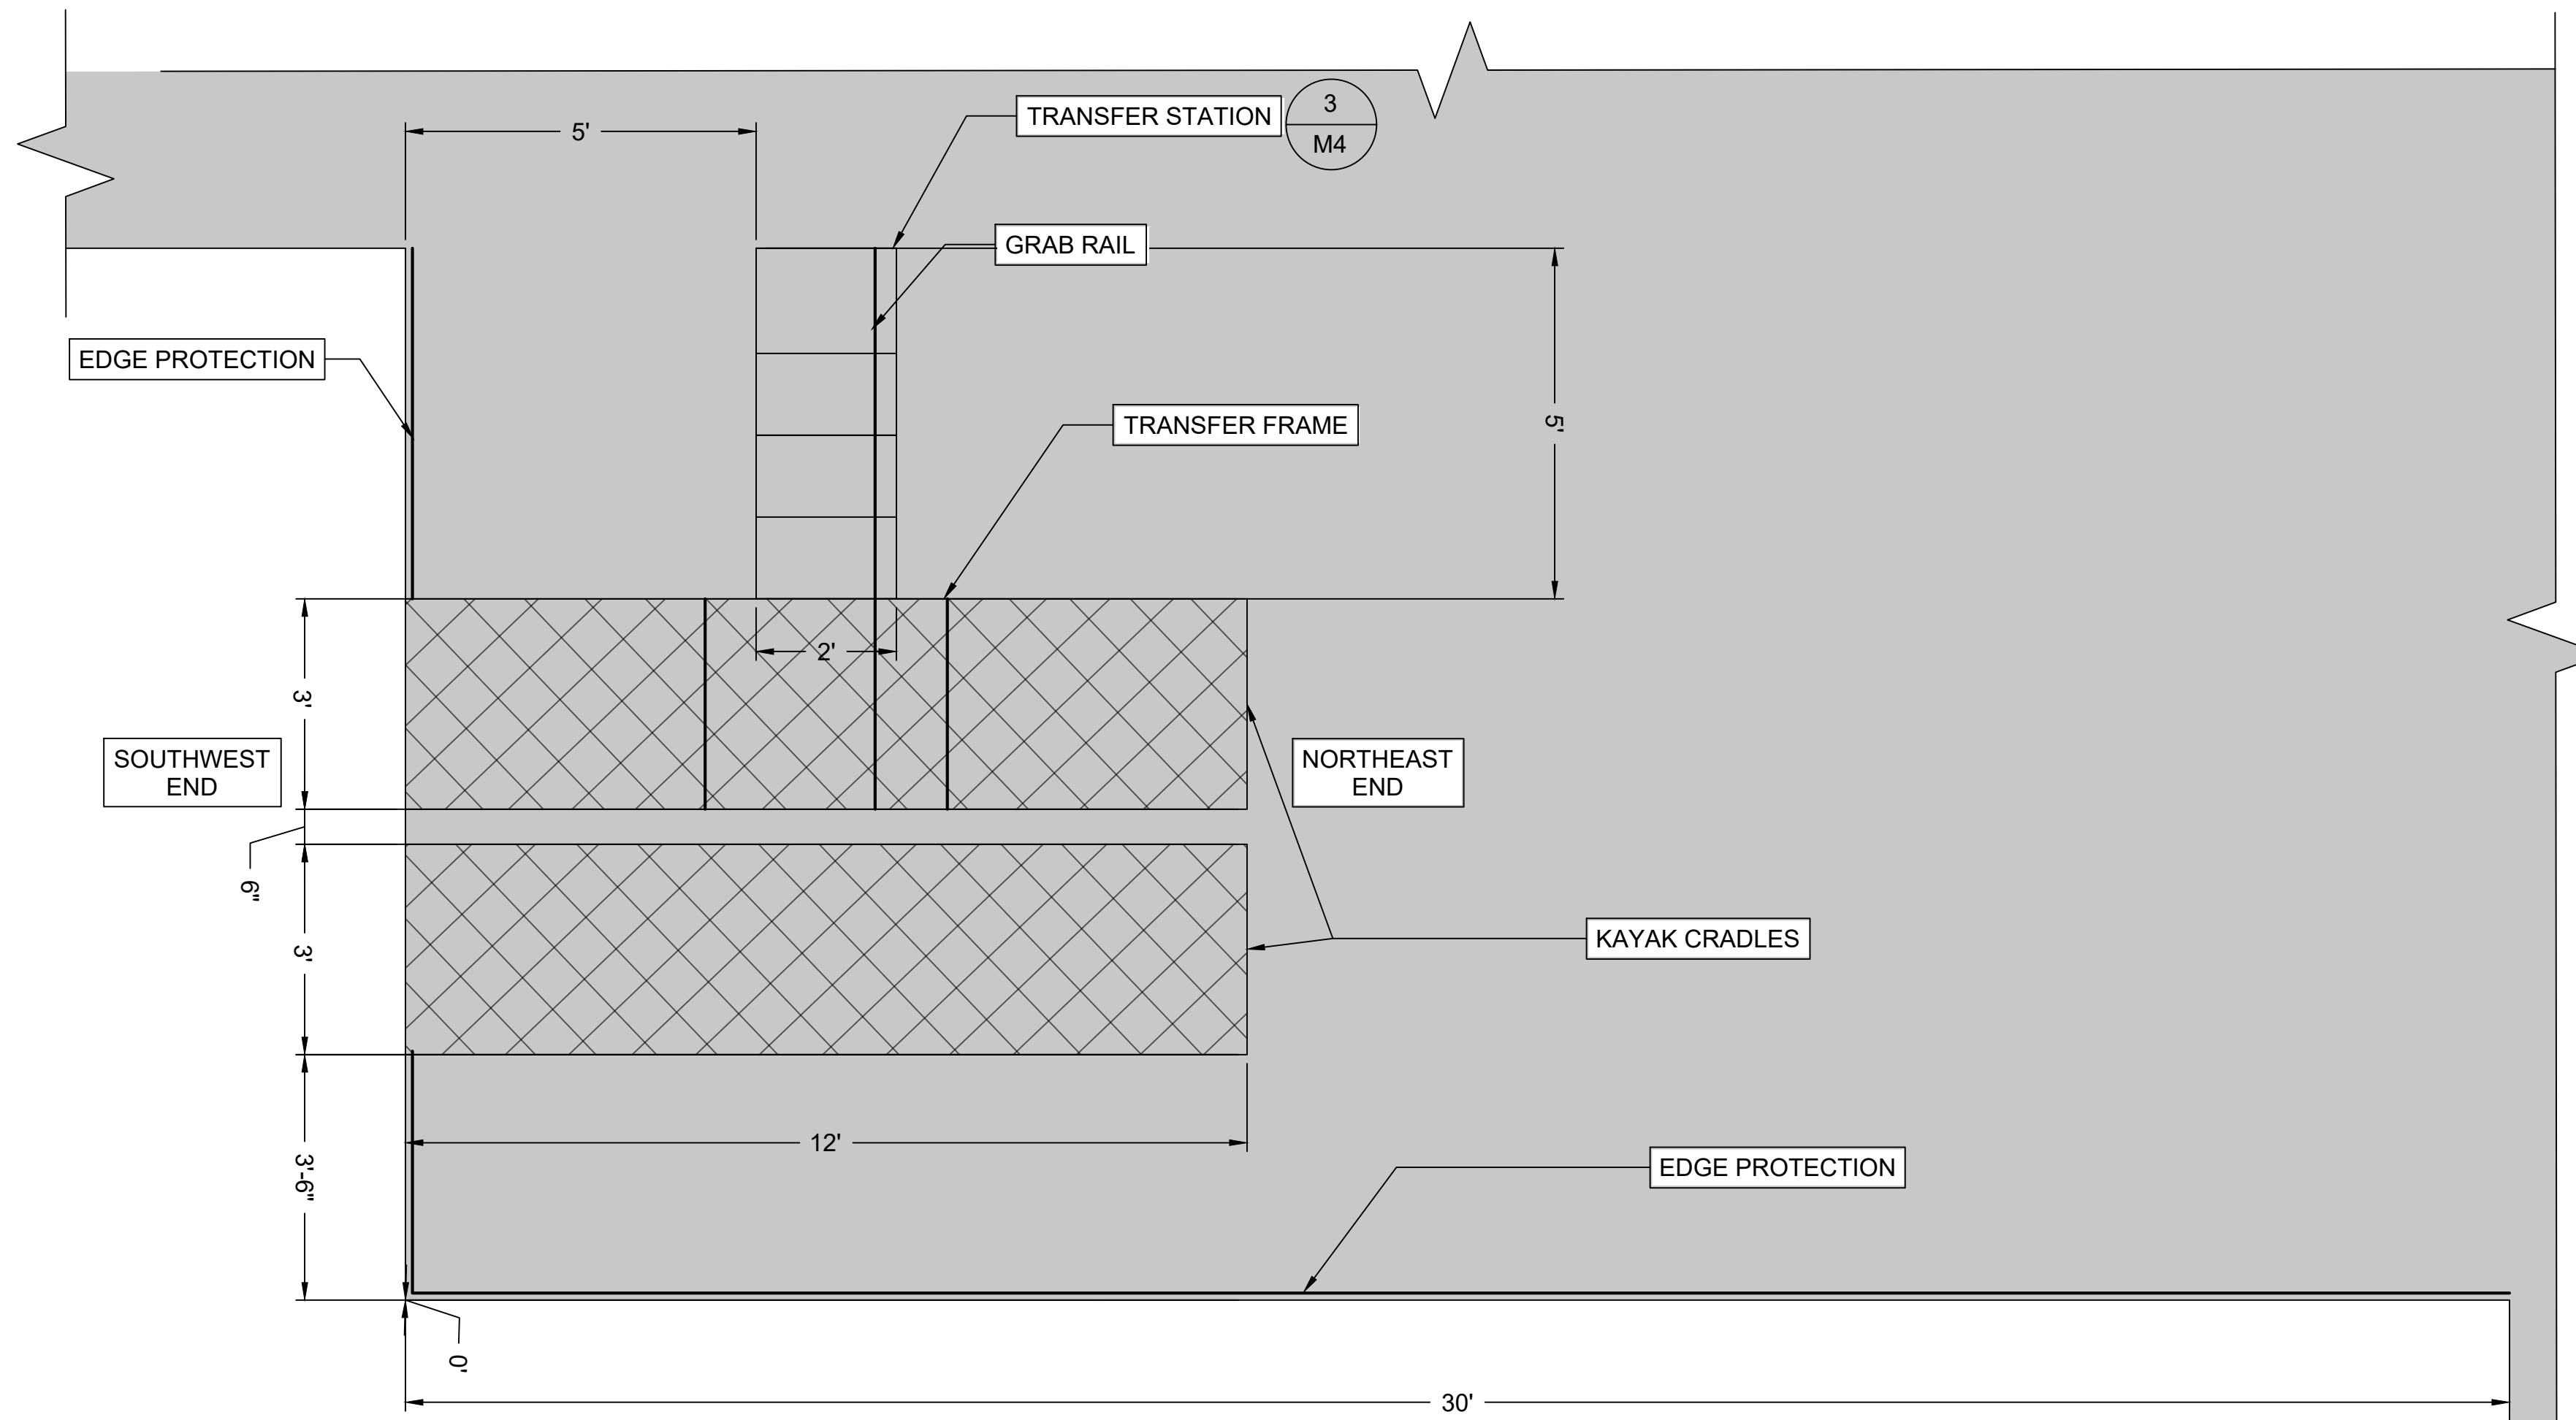 3
TRANSFER STATION
M4
5'
GRAB RAIL
EDGE PROTECTION
5'
TRANSFER FRAME
2'
3'
SOUTHWEST
END
NORTHEAST
END
6"
3'
KAYAK CRADLES
12'
3'-6"
EDGE PROTECTION
0'
30'